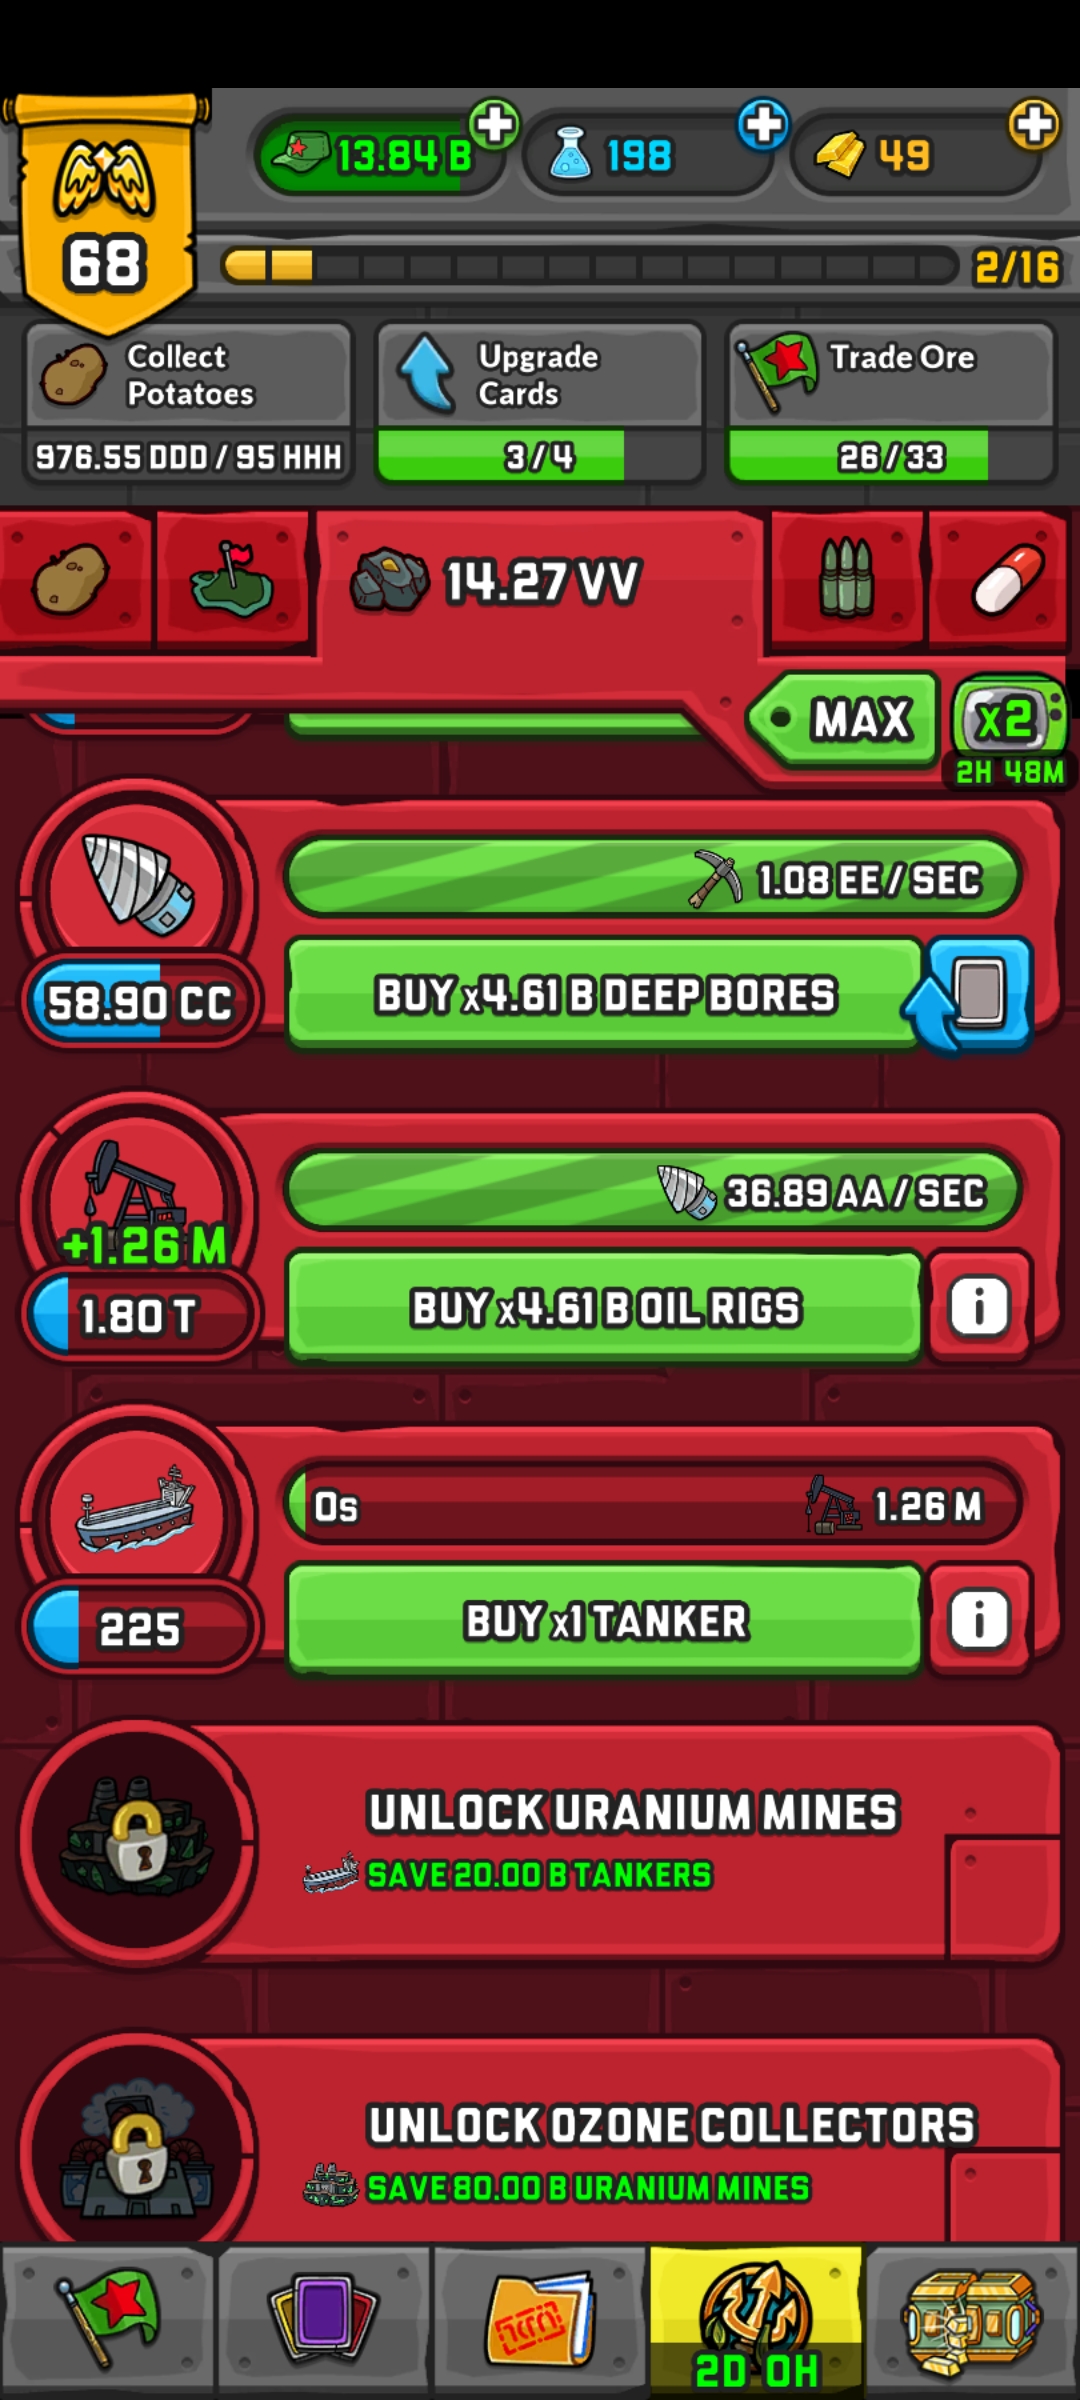 13.84 B
198
49
68
2/16
Collect
Potatoes
976.55 DDD / 95 HHH
Upgrade
Cards
3/4
Trade Ore
26/33
14.27 VV
MAX
x2
2H 48M
1.08 EE / SEC
58.90 CC
BUY x4.61 B DEEP BORES
36.89 AA / SEC
+1.26 M
1.80 T
BUY x4.61 B OIL RIGS
i
0s
1.26 M
225
BUY x1 TANKER
i
UNLOCK URANIUM MINES
SAVE 20.00 B TANKERS
UNLOCK OZONE COLLECTORS
SAVE 80.00 B URANIUM MINES
2D 0H